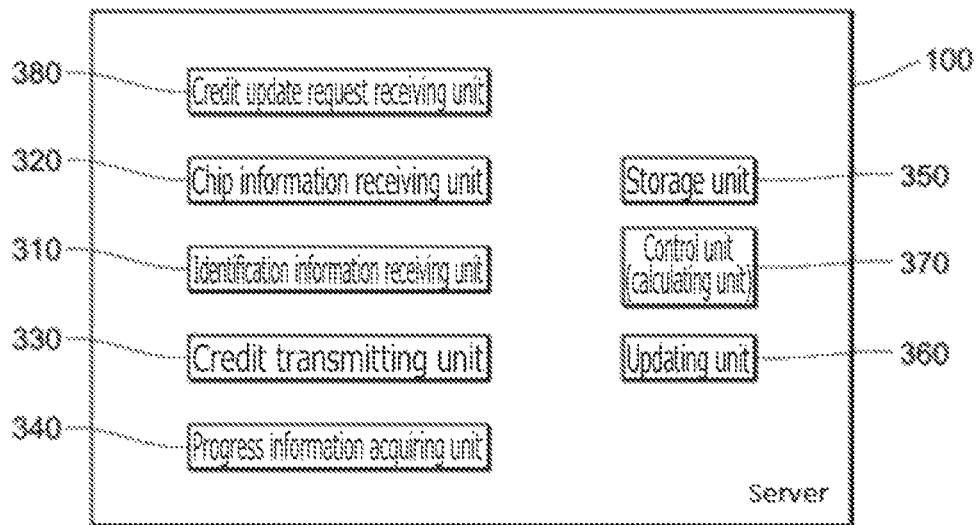 380
Credit update request receiving unit
100
320
Chip information receiving unit
Storage unit
350
310
Identification information receiving unit
Control unit
(calculating unit)
370
330
Credit transmitting unit
Updating unit
360
340
Progress information acquiring unit
Server